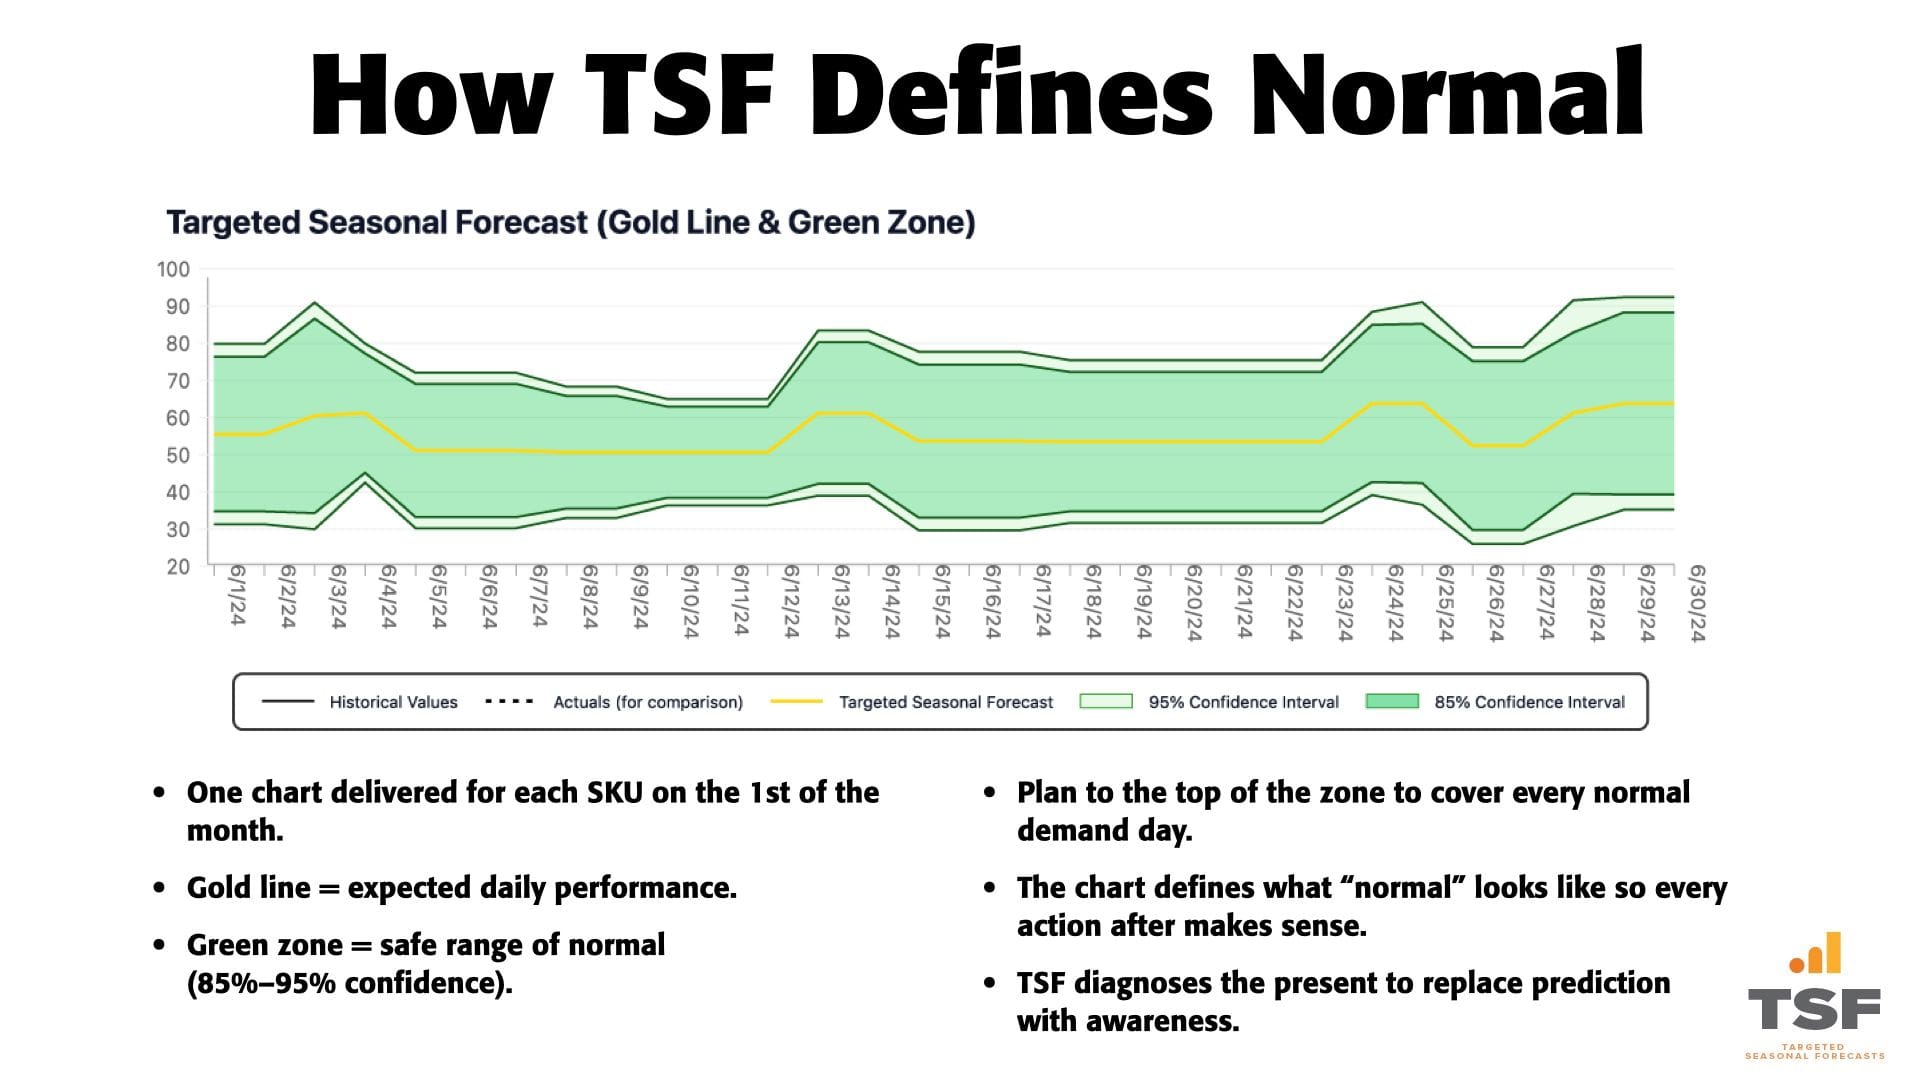 How TSF Defines Normal
Targeted Seasonal Forecast (Gold Line & Green Zone)
100
90
80
70
60
50
40
30
20
6/1/24
6/2/24
6/3/24
6/4/24
6/5/24
6/6/24
6/7/24
6/8/24
6/9/24
6/10/24
6/11/24
6/12/24
6/13/24
6/14/24
6/15/24
6/16/24
6/17/24
6/18/24
6/19/24
6/20/24
6/21/24
6/22/24
6/23/24
6/24/24
6/25/24
6/26/24
6/27/24
6/28/24
6/29/24
6/30/24
Historical Values
Actuals (for comparison)
Targeted Seasonal Forecast
95% Confidence Interval
85% Confidence Interval
• One chart delivered for each SKU on the 1st of the
month.
• Gold line = expected daily performance.
• Green zone = safe range of normal
(85%–95% confidence).
• Plan to the top of the zone to cover every normal
demand day.
• The chart defines what “normal” looks like so every
action after makes sense.
• TSF diagnoses the present to replace prediction
with awareness.
TSF
TARGETED
SEASONAL FORECASTS